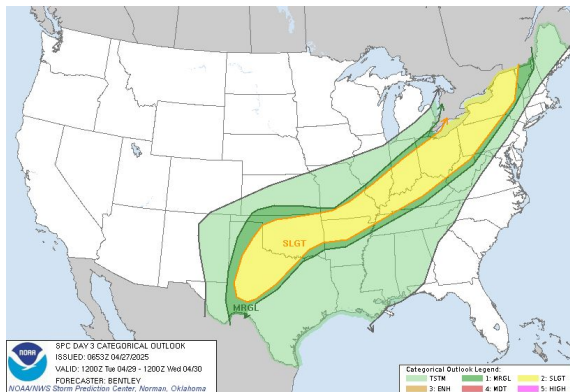 SLGT
MRGL
NOAA
SPC DAY 3 CATEGORICAL OUTLOOK
ISSUED: 0653Z 04/27/2025
VALID: 1200Z Tue 04/29 - 1200Z Wed 04/30
FORECASTER: BENTLEY
NOAA/NWS Storm Prediction Center, Norman, Oklahoma
Categorical Outlook Legend:
TSTM 1: MRGL 2: SLGT
3: ENH 4: MDT 5: HIGH